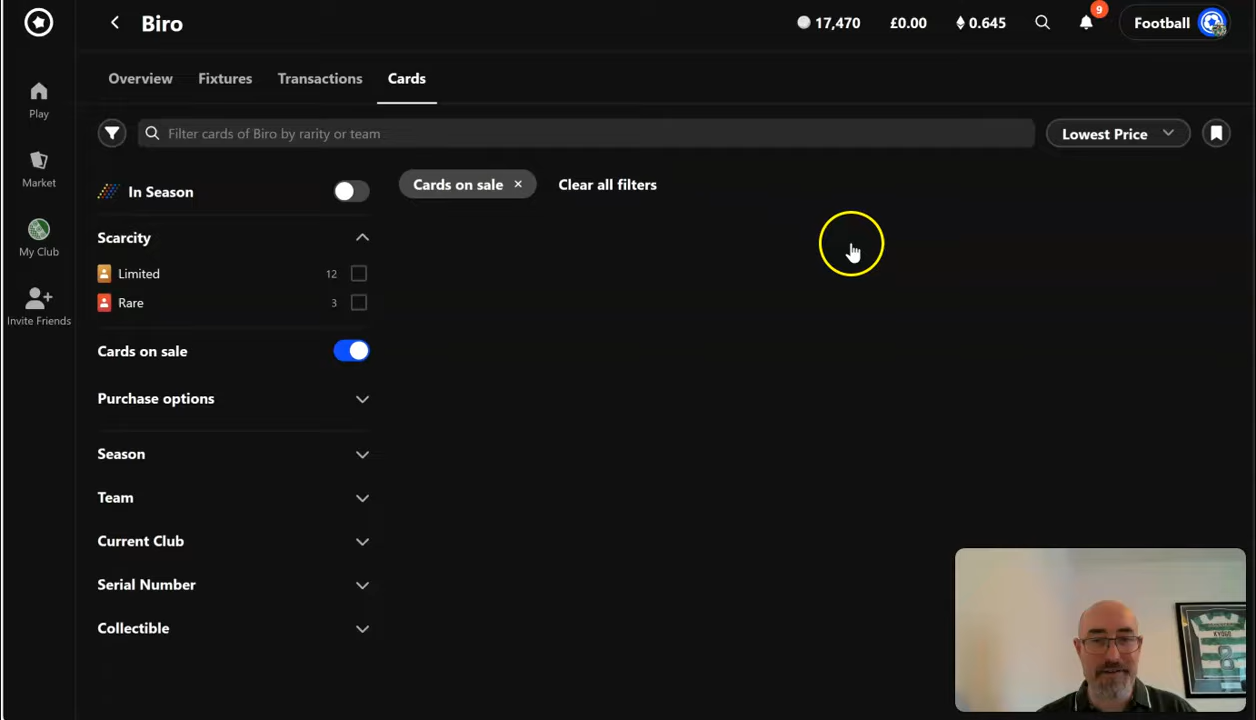 Biro
17,470
£0.00
0.645
9
Football
Play
Market
My Club
Invite Friends
Overview
Fixtures
Transactions
Cards
Filter cards of Biro by rarity or team
Lowest Price
In Season
Cards on sale ×
Clear all filters
Scarcity
Limited 12
Rare 3
Cards on sale
Purchase options
Season
Team
Current Club
Serial Number
Collectible
KYOGO
8